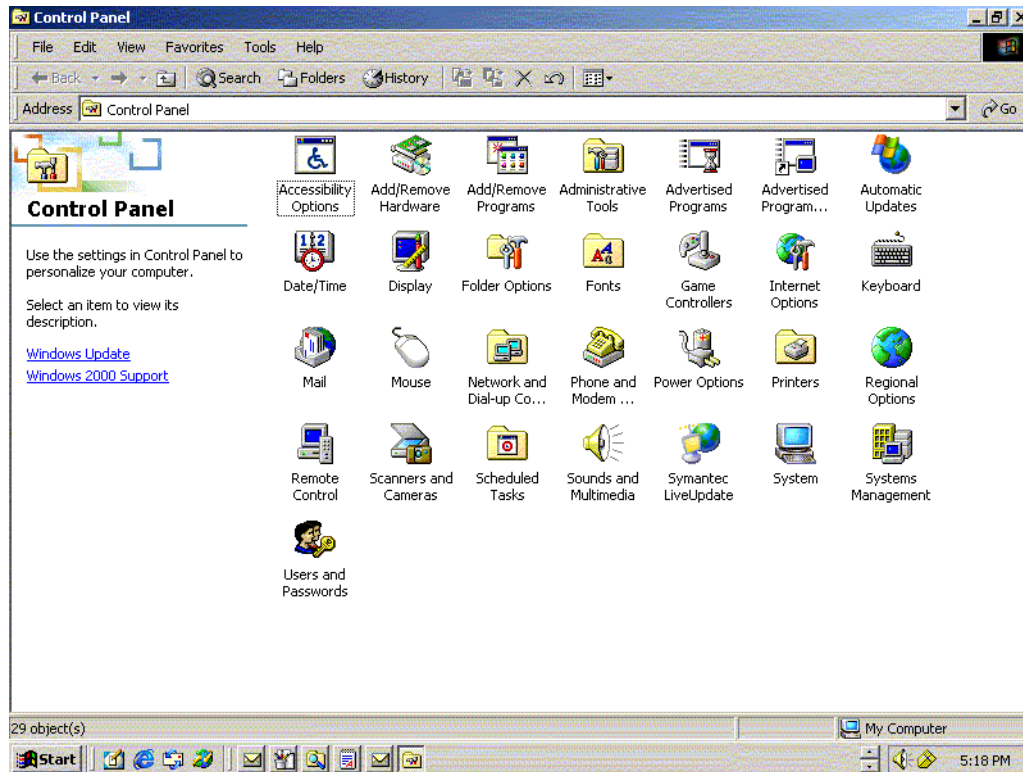 Control Panel
File Edit View Favorites Tools Help
Back Search Folders History
Address Control Panel Go
Control Panel
Use the settings in Control Panel to
personalize your computer.
Select an item to view its
description.
Windows Update
Windows 2000 Support
Accessibility
Options
Add/Remove
Hardware
Add/Remove
Programs
Administrative
Tools
Advertised
Programs
Advertised
Program...
Automatic
Updates
Date/Time
Display
Folder Options
Fonts
Game
Controllers
Internet
Options
Keyboard
Mail
Mouse
Network and
Dial-up Co...
Phone and
Modem ...
Power Options
Printers
Regional
Options
Remote
Control
Scanners and
Cameras
Scheduled
Tasks
Sounds and
Multimedia
Symantec
LiveUpdate
System
Systems
Management
Users and
Passwords
29 object(s) My Computer
Start 5:18 PM